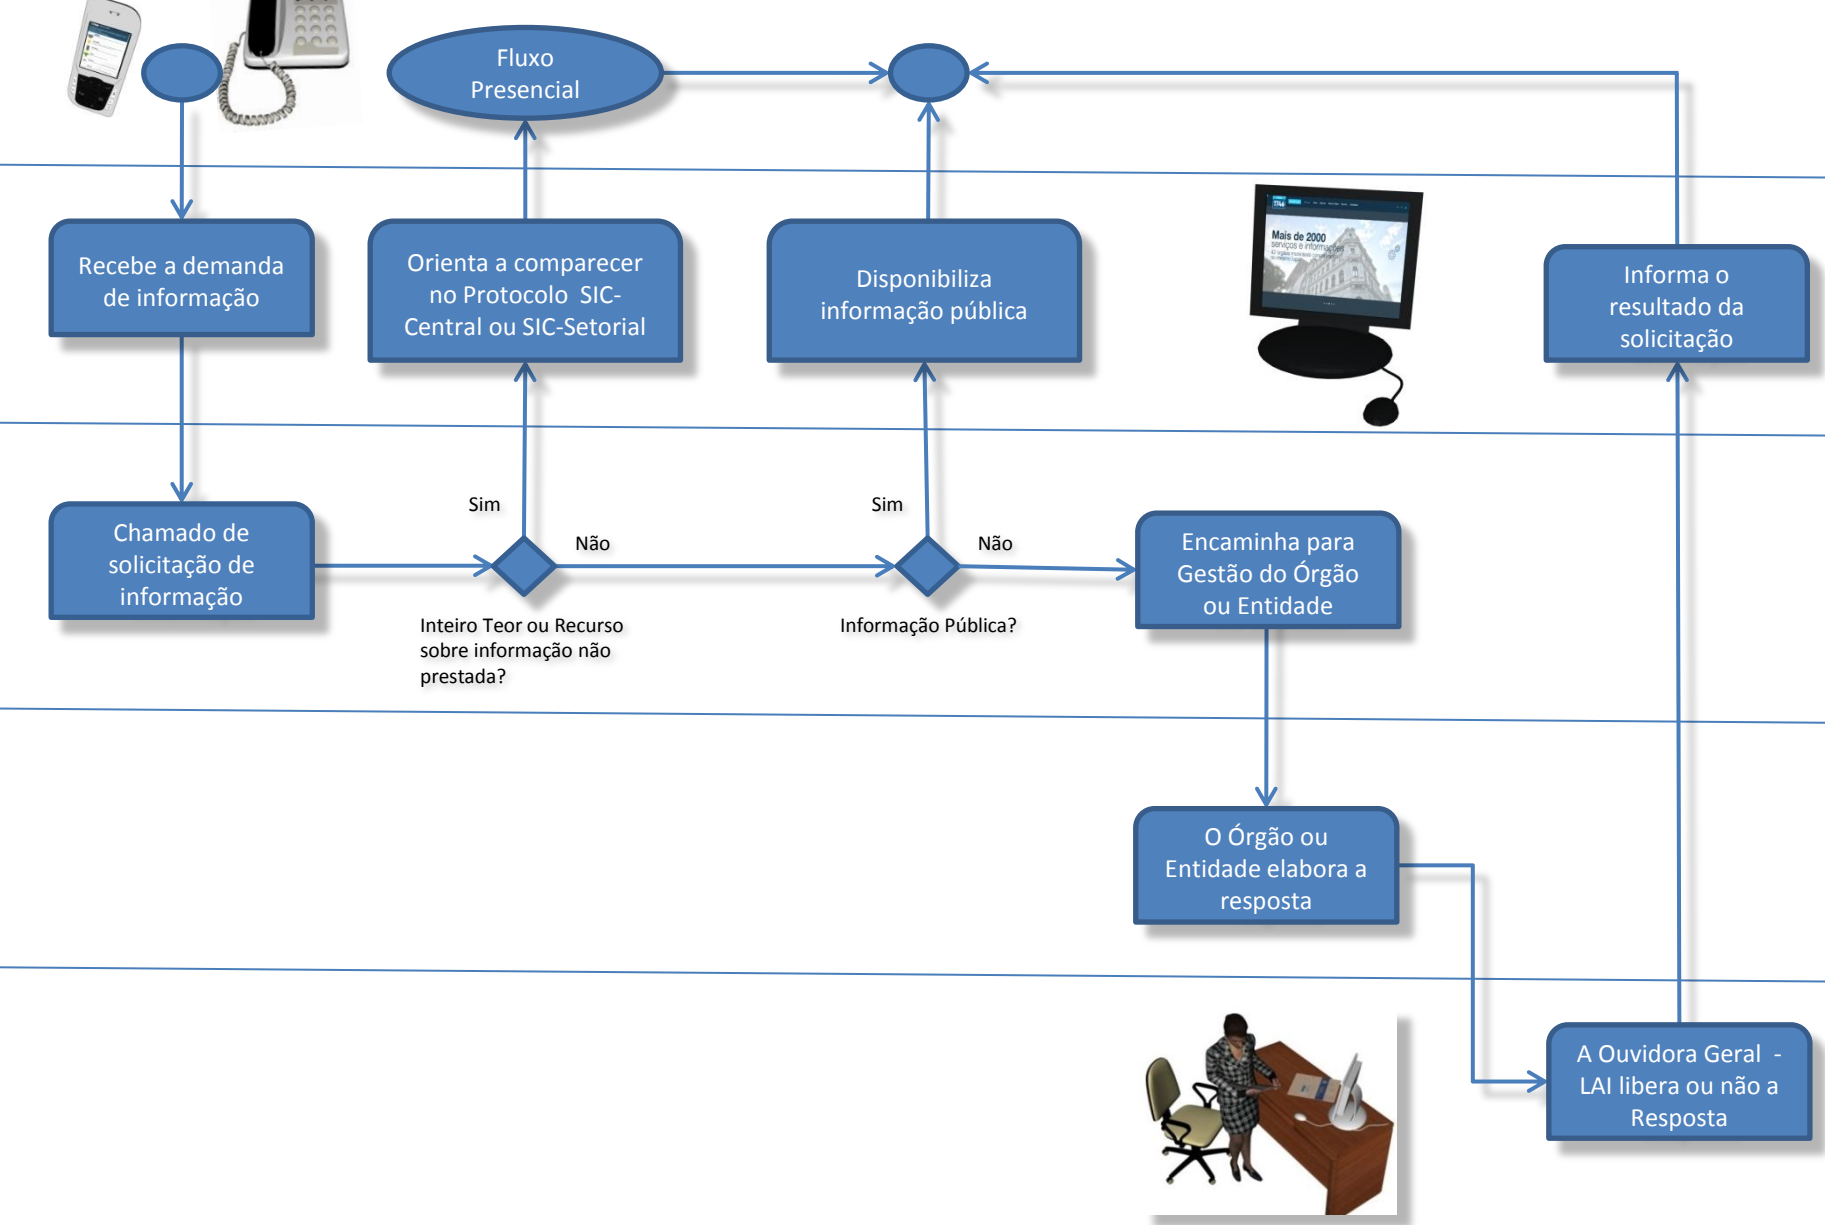 Fluxo
Presencial
Recebe a demanda
de informação
Orienta a comparecer
no Protocolo SIC-
Central ou SIC-Setorial
Disponibiliza
informação pública
Mais de 2000
serviços e informações
Informa o
resultado da
solicitação
Chamado de
solicitação de
informação
Sim
Não
Inteiro Teor ou Recurso
sobre informação não
prestada?
Sim
Não
Informação Pública?
Encaminha para
Gestão do Órgão
ou Entidade
O Órgão ou
Entidade elabora a
resposta
A Ouvidora Geral -
LAI libera ou não a
Resposta